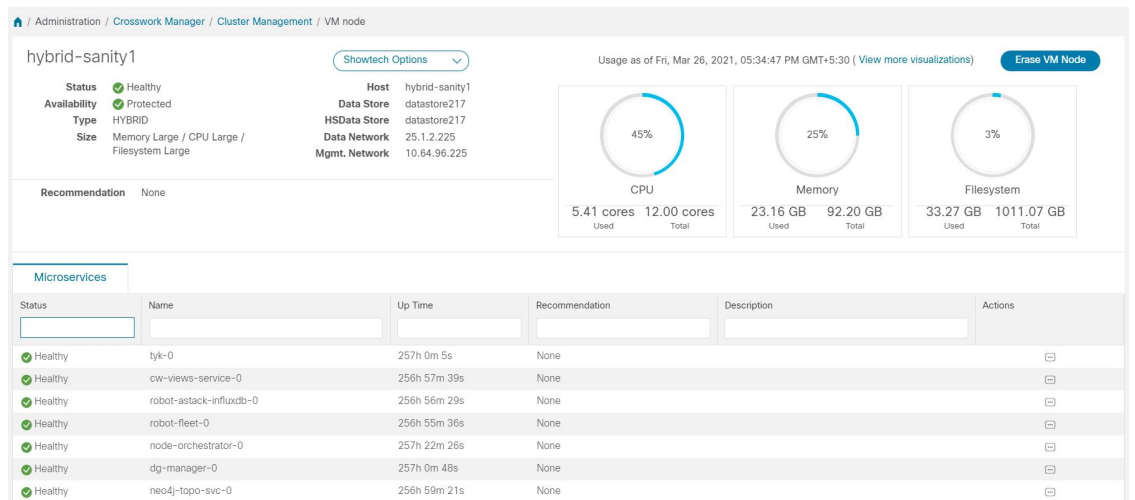 / Administration / Crosswork Manager / Cluster Management / VM node
hybrid-sanity1
Showtech Options
Usage as of Fri, Mar 26, 2021, 05:34:47 PM GMT+5:30 ( View more visualizations)
Erase VM Node
Status Healthy
Availability Protected
Type HYBRID
Size Memory Large / CPU Large /
Filesystem Large
Host hybrid-sanity1
Data Store datastore217
HSData Store datastore217
Data Network 25.1.2.225
Mgmt. Network 10.64.96.225
Recommendation None
45%
CPU
5.41 cores 12.00 cores
Used Total
25%
Memory
23.16 GB 92.20 GB
Used Total
3%
Filesystem
33.27 GB 1011.07 GB
Used Total
Microservices
Status Name Up Time Recommendation Description Actions
Healthy tyk-0 257h 0m 5s None
Healthy cw-views-service-0 256h 57m 39s None
Healthy robot-astack-influxdb-0 256h 56m 29s None
Healthy robot-fleet-0 256h 55m 36s None
Healthy node-orchestrator-0 257h 22m 26s None
Healthy dg-manager-0 257h 0m 48s None
Healthy neo4j-topo-svc-0 256h 59m 21s None